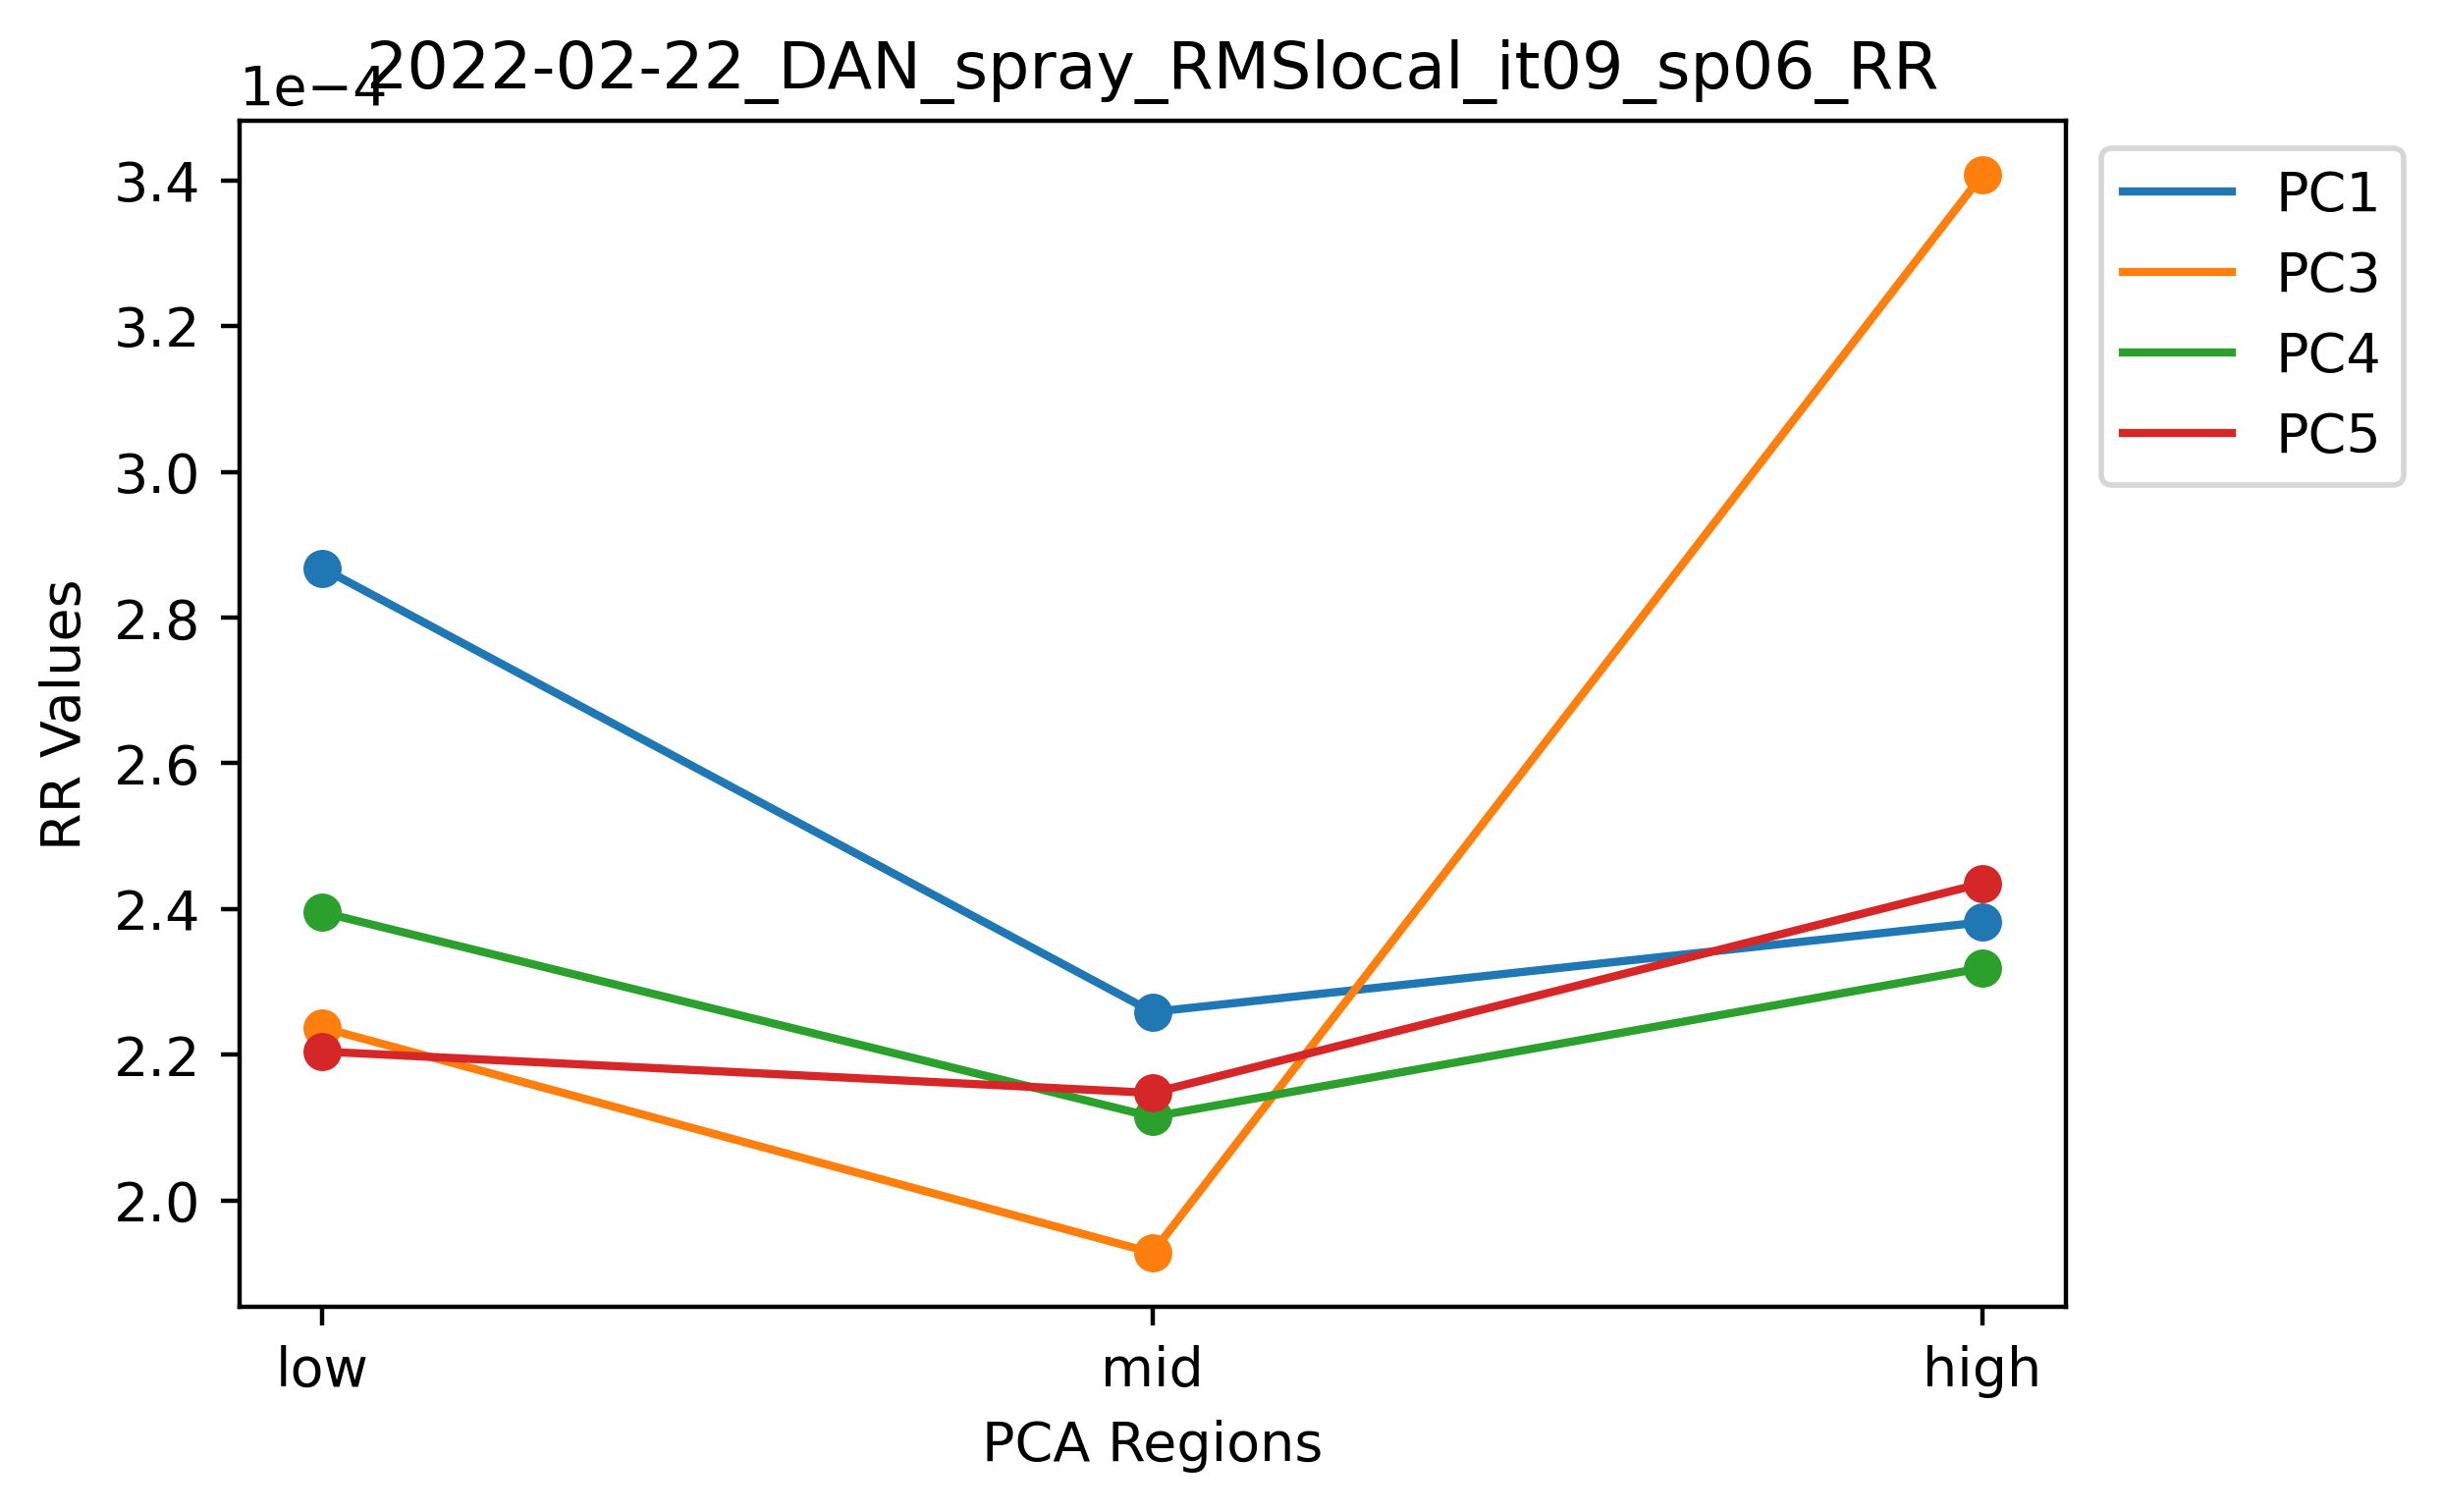 2022-02-22_DAN_spray_RMSlocal_it09_sp06_RR
1e−4
3.4
3.2
3.0
2.8
2.6
2.4
2.2
2.0
RR Values
low mid high
PCA Regions
PC1
PC3
PC4
PC5